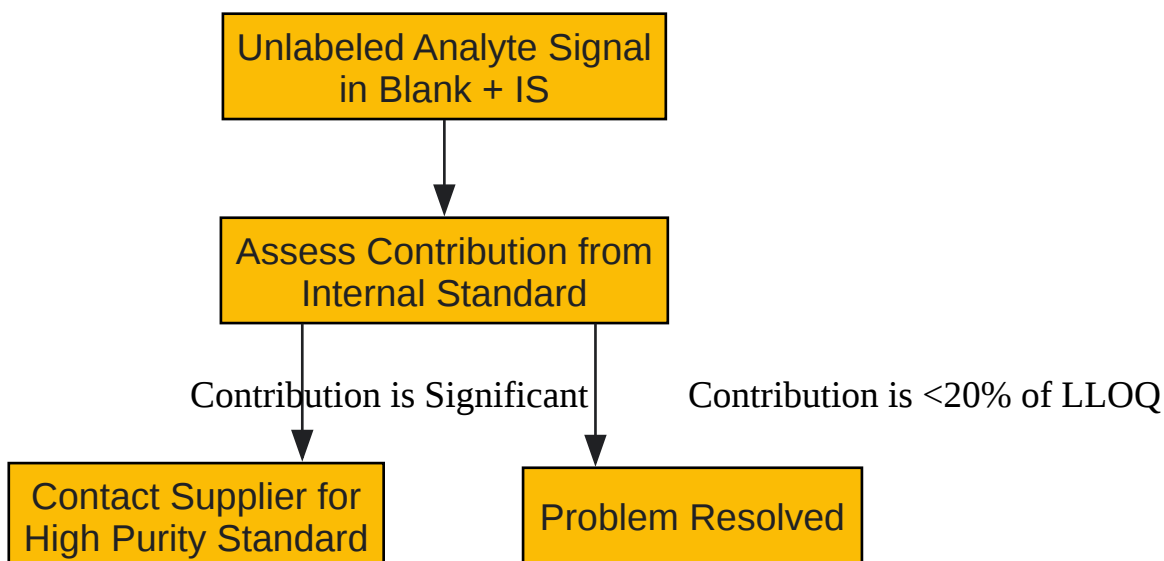 Unlabeled Analyte Signal
in Blank + IS
Assess Contribution from
Internal Standard
Contribution is Significant
Contribution is <20% of LLOQ
Contact Supplier for
High Purity Standard
Problem Resolved